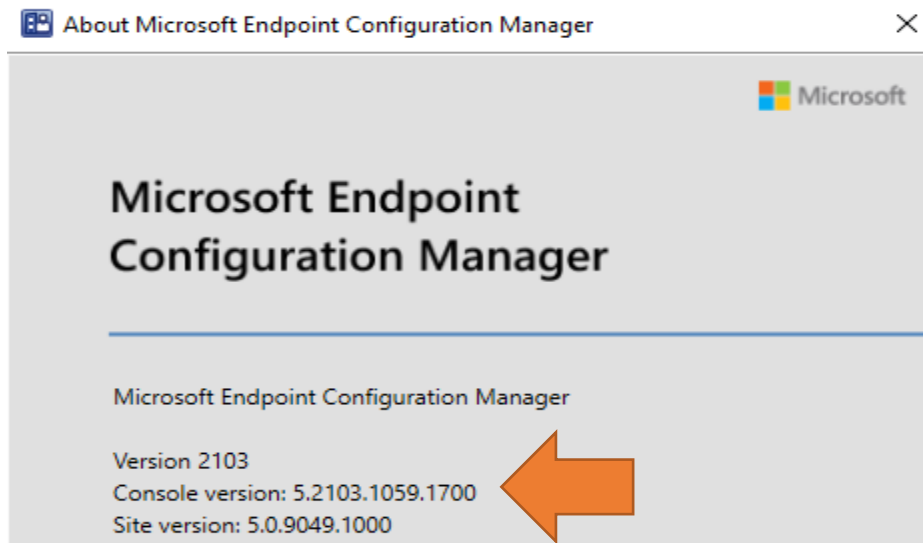 About Microsoft Endpoint Configuration Manager
Microsoft
Microsoft Endpoint
Configuration Manager
Microsoft Endpoint Configuration Manager
Version 2103
Console version: 5.2103.1059.1700
Site version: 5.0.9049.1000